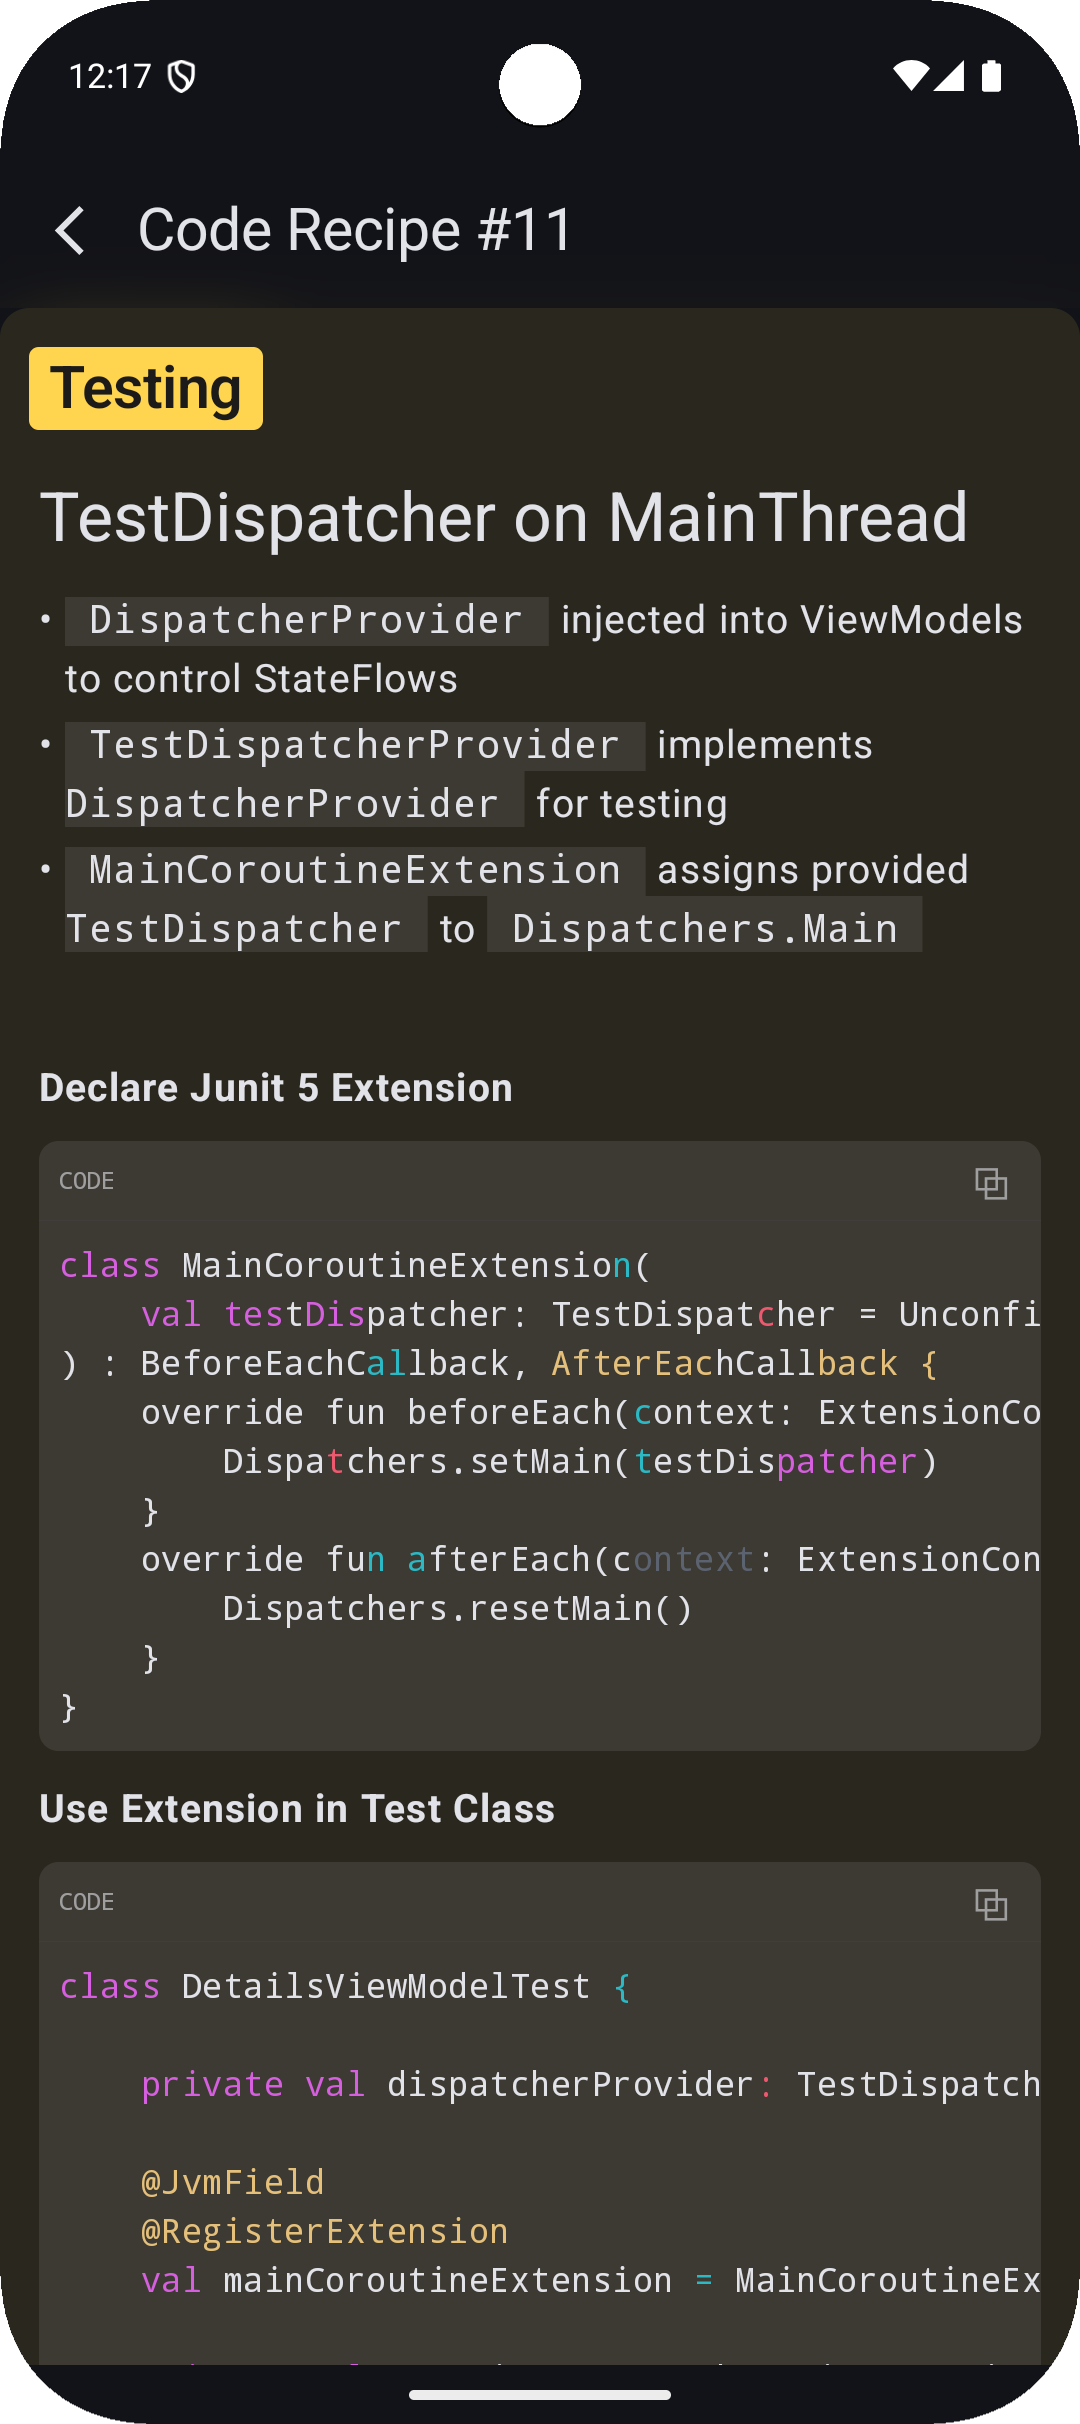 12:17
Code Recipe #11
Testing
TestDispatcher on MainThread
• DispatcherProvider injected into ViewModels
to control StateFlows
• TestDispatcherProvider implements
DispatcherProvider for testing
• MainCoroutineExtension assigns provided
TestDispatcher to Dispatchers.Main
Declare Junit 5 Extension
CODE
class MainCoroutineExtension(
    val testDispatcher: TestDispatcher = Unconfi
) : BeforeEachCallback, AfterEachCallback {
    override fun beforeEach(context: ExtensionCo
        Dispatchers.setMain(testDispatcher)
    }
    override fun afterEach(context: ExtensionCon
        Dispatchers.resetMain()
    }
}
Use Extension in Test Class
CODE
class DetailsViewModelTest {
    private val dispatcherProvider: TestDispatch
    @JvmField
    @RegisterExtension
    val mainCoroutineExtension = MainCoroutineEx